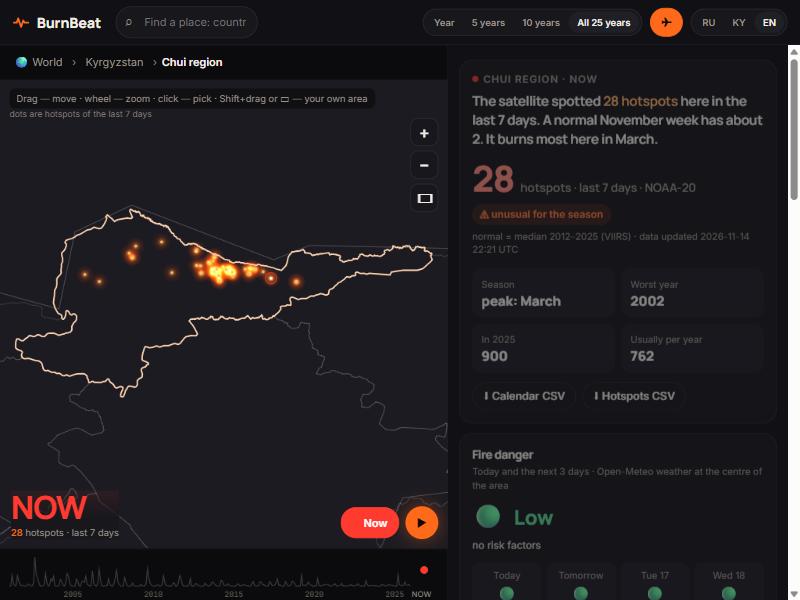 BurnBeat
Find a place: countr
Year 5 years 10 years All 25 years
RU KY EN
World › Kyrgyzstan › Chui region
Drag — move · wheel — zoom · click — pick · Shift+drag or ▭ — your own area
dots are hotspots of the last 7 days
+
−
NOW
28 hotspots · last 7 days
Now
2005 2010 2015 2020 2025 NOW
CHUI REGION · NOW
The satellite spotted 28 hotspots here in the
last 7 days. A normal November week has about
2. It burns most here in March.
28 hotspots · last 7 days · NOAA-20
⚠ unusual for the season
normal = median 2012–2025 (VIIRS) · data updated 2026-11-14
22:21 UTC
Season
peak: March
Worst year
2002
In 2025
900
Usually per year
762
⬇ Calendar CSV
⬇ Hotspots CSV
Fire danger
Today and the next 3 days · Open-Meteo weather at the centre of
the area
Low
no risk factors
Today Tomorrow Tue 17 Wed 18